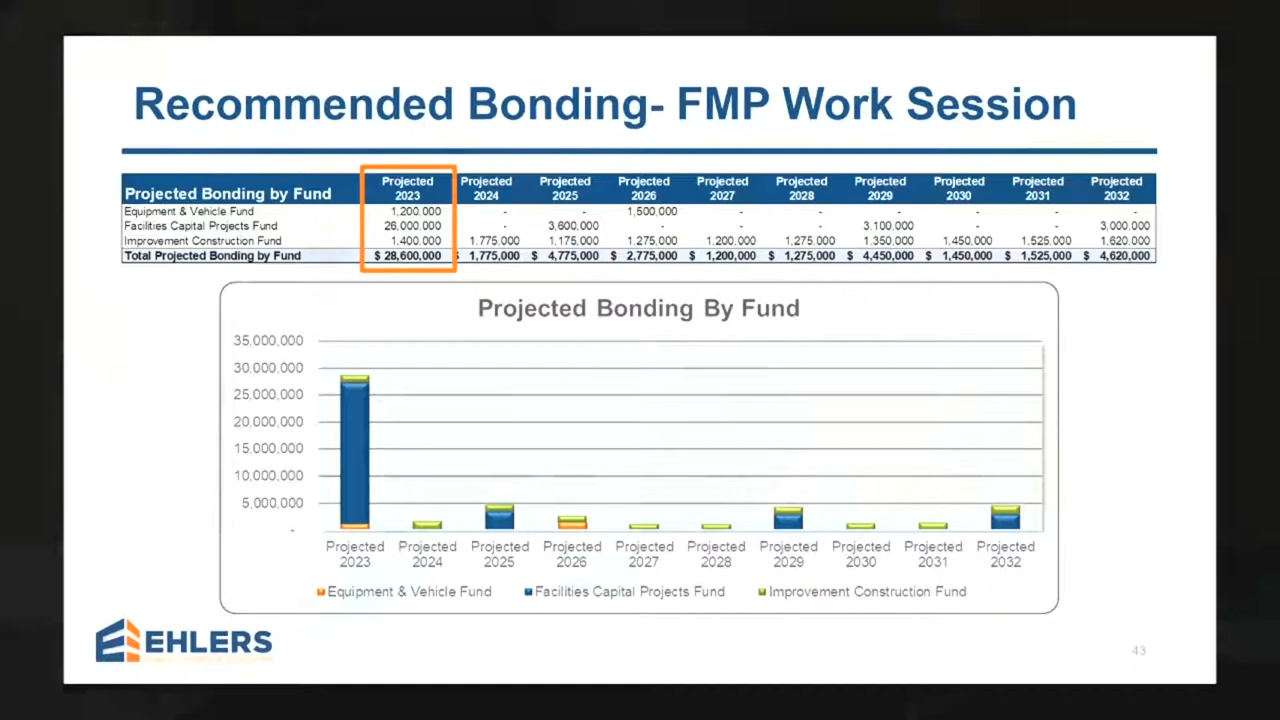 Recommended Bonding- FMP Work Session
Projected Bonding by Fund Projected 2023 Projected 2024 Projected 2025 Projected 2026 Projected 2027 Projected 2028 Projected 2029 Projected 2030 Projected 2031 Projected 2032
Equipment & Vehicle Fund 1,200,000 - - 1,500,000 - - - - - -
Facilities Capital Projects Fund 26,000,000 - 3,600,000 - - - 3,100,000 - - 3,000,000
Improvement Construction Fund 1,400,000 1,775,000 1,175,000 1,275,000 1,200,000 1,275,000 1,350,000 1,450,000 1,525,000 1,620,000
Total Projected Bonding by Fund $ 28,600,000 $ 1,775,000 $ 4,775,000 $ 2,775,000 $ 1,200,000 $ 1,275,000 $ 4,450,000 $ 1,450,000 $ 1,525,000 $ 4,620,000
Projected Bonding By Fund
35,000,000
30,000,000
25,000,000
20,000,000
15,000,000
10,000,000
5,000,000
-
Projected Projected Projected Projected Projected Projected Projected Projected Projected Projected
2023 2024 2025 2026 2027 2028 2029 2030 2031 2032
Equipment & Vehicle Fund Facilities Capital Projects Fund Improvement Construction Fund
EHLERS
43